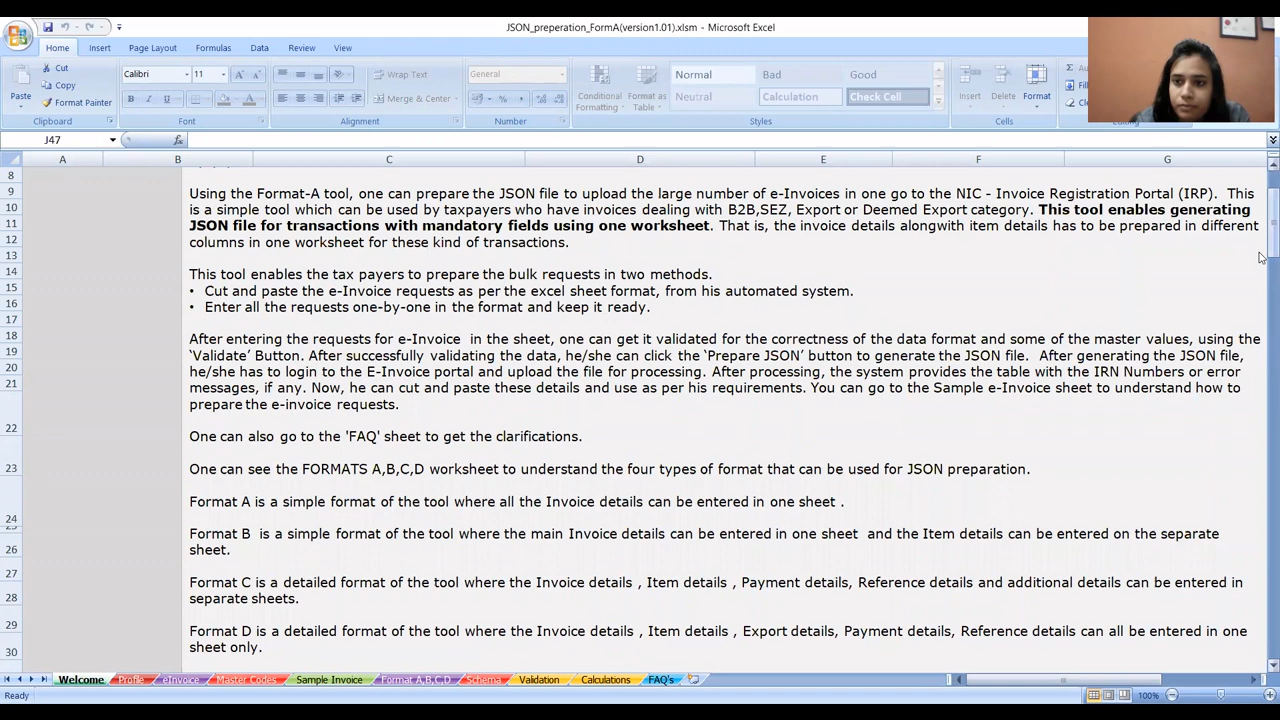 JSON_preperation_FormA(version1.01).xlsm - Microsoft Excel
Home Insert Page Layout Formulas Data Review View
Cut
Copy
Format Painter
Paste
Clipboard
Calibri 11
B I U
Font
Wrap Text
Merge & Center
Alignment
General
Number
Conditional Formatting
Format as Table
Normal Bad Good
Neutral Calculation Check Cell
Styles
Insert Delete Format
Cells
J47
A B C D E F G
8
9
10
11
12
13
14
15
16
17
18
19
20
21
22
23
24
26
27
28
29
30
Using the Format-A tool, one can prepare the JSON file to upload the large number of e-Invoices in one go to the NIC - Invoice Registration Portal (IRP). This
is a simple tool which can be used by taxpayers who have invoices dealing with B2B,SEZ, Export or Deemed Export category. This tool enables generating
JSON file for transactions with mandatory fields using one worksheet. That is, the invoice details alongwith item details has to be prepared in different
columns in one worksheet for these kind of transactions.
This tool enables the tax payers to prepare the bulk requests in two methods.
• Cut and paste the e-Invoice requests as per the excel sheet format, from his automated system.
• Enter all the requests one-by-one in the format and keep it ready.
After entering the requests for e-Invoice in the sheet, one can get it validated for the correctness of the data format and some of the master values, using the
‘Validate’ Button. After successfully validating the data, he/she can click the ‘Prepare JSON’ button to generate the JSON file. After generating the JSON file,
he/she has to login to the E-Invoice portal and upload the file for processing. After processing, the system provides the table with the IRN Numbers or error
messages, if any. Now, he can cut and paste these details and use as per his requirements. You can go to the Sample e-Invoice sheet to understand how to
prepare the e-invoice requests.
One can also go to the 'FAQ' sheet to get the clarifications.
One can see the FORMATS A,B,C,D worksheet to understand the four types of format that can be used for JSON preparation.
Format A is a simple format of the tool where all the Invoice details can be entered in one sheet .
Format B is a simple format of the tool where the main Invoice details can be entered in one sheet and the Item details can be entered on the separate
sheet.
Format C is a detailed format of the tool where the Invoice details , Item details , Payment details, Reference details and additional details can be entered in
separate sheets.
Format D is a detailed format of the tool where the Invoice details , Item details , Export details, Payment details, Reference details can all be entered in one
sheet only.
Welcome Profile eInvoice Master Codes Sample Invoice Format A,B,C,D Schema Validation Calculations FAQ's
Ready
100%